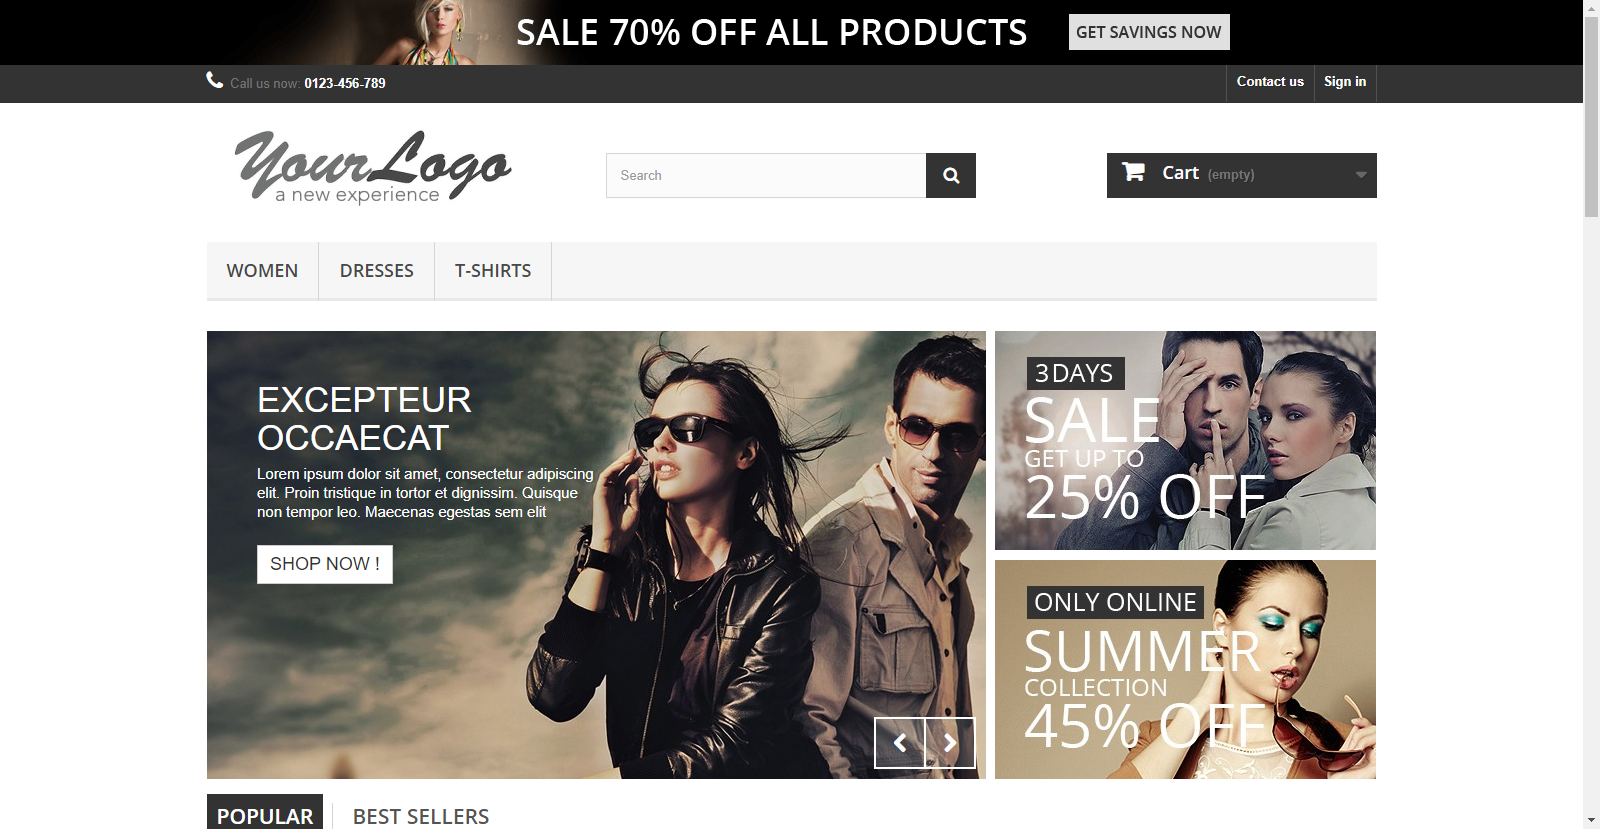 SALE 70% OFF ALL PRODUCTS
GET SAVINGS NOW
Call us now: 0123-456-789
Contact us
Sign in
YourLogo
a new experience
Search
Cart (empty)
WOMEN
DRESSES
T-SHIRTS
EXCEPTEUR
OCCAECAT
Lorem ipsum dolor sit amet, consectetur adipiscing
elit. Proin tristique in tortor et dignissim. Quisque
non tempor leo. Maecenas egestas sem elit
SHOP NOW !
3 DAYS
SALE
GET UP TO
25% OFF
ONLY ONLINE
SUMMER
COLLECTION
45% OFF
POPULAR
BEST SELLERS